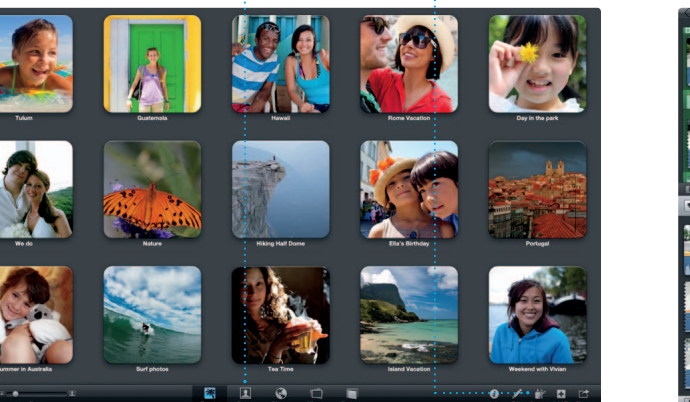 Tulum
Guatemala
Hawaii
Rome Vacation
Day in the park
We do
Nature
Hiking Half Dome
Ella's Birthday
Portugal
ummer in Australia
Surf photos
Tea Time
Island Vacation
Weekend with Vivian